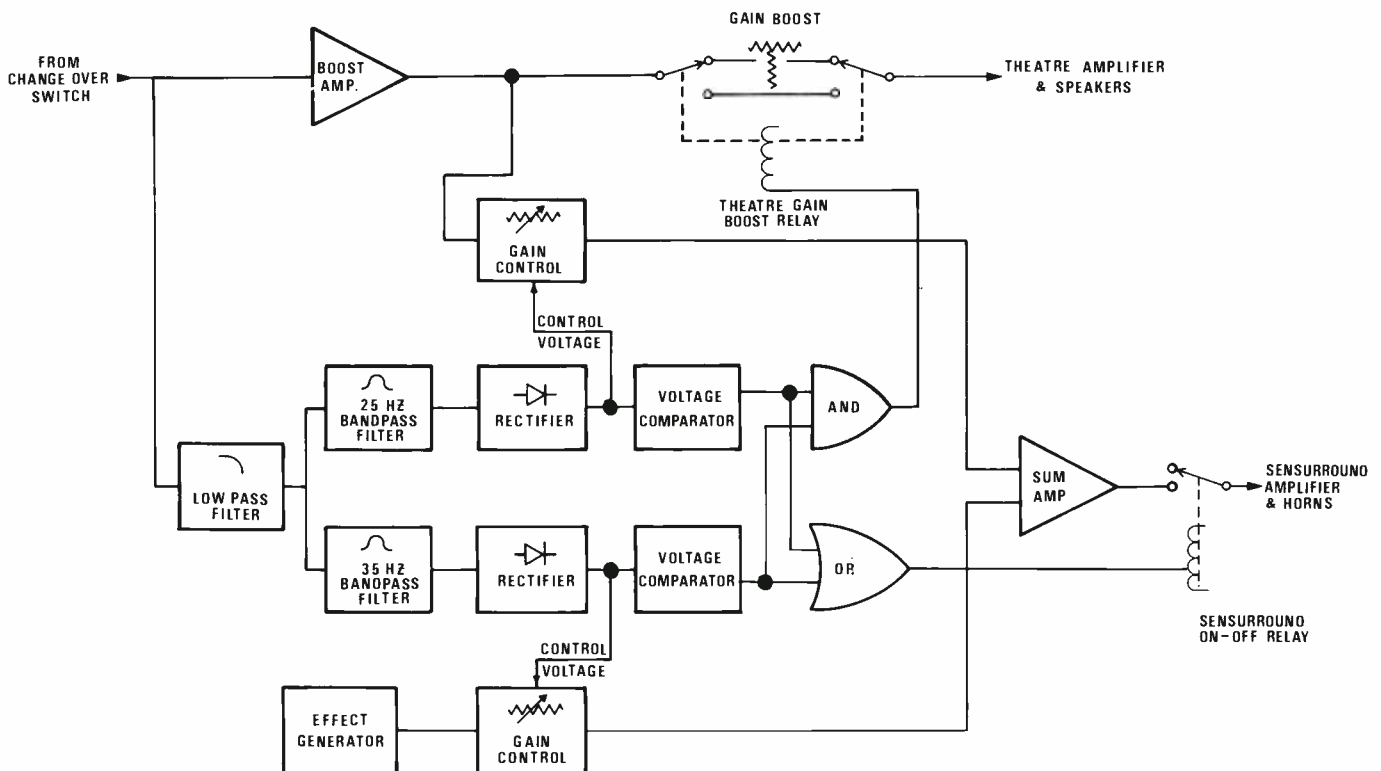 GAIN BOOST
FROM
CHANGE OVER
SWITCH
BOOST
AMP.
THEATRE AMPLIFIER
& SPEAKERS
THEATRE GAIN
BOOST RELAY
GAIN
CONTROL
CONTROL
VOLTAGE
25 HZ
BANDPASS
FILTER
RECTIFIER
VOLTAGE
COMPARATOR
AND
LOW PASS
FILTER
SUM
AMP
SENSURROUND
AMPLIFIER
& HORNS
35 HZ
BANDPASS
FILTER
RECTIFIER
VOLTAGE
COMPARATOR
OR
SENSURROUND
ON-OFF RELAY
CONTROL
VOLTAGE
EFFECT
GENERATOR
GAIN
CONTROL